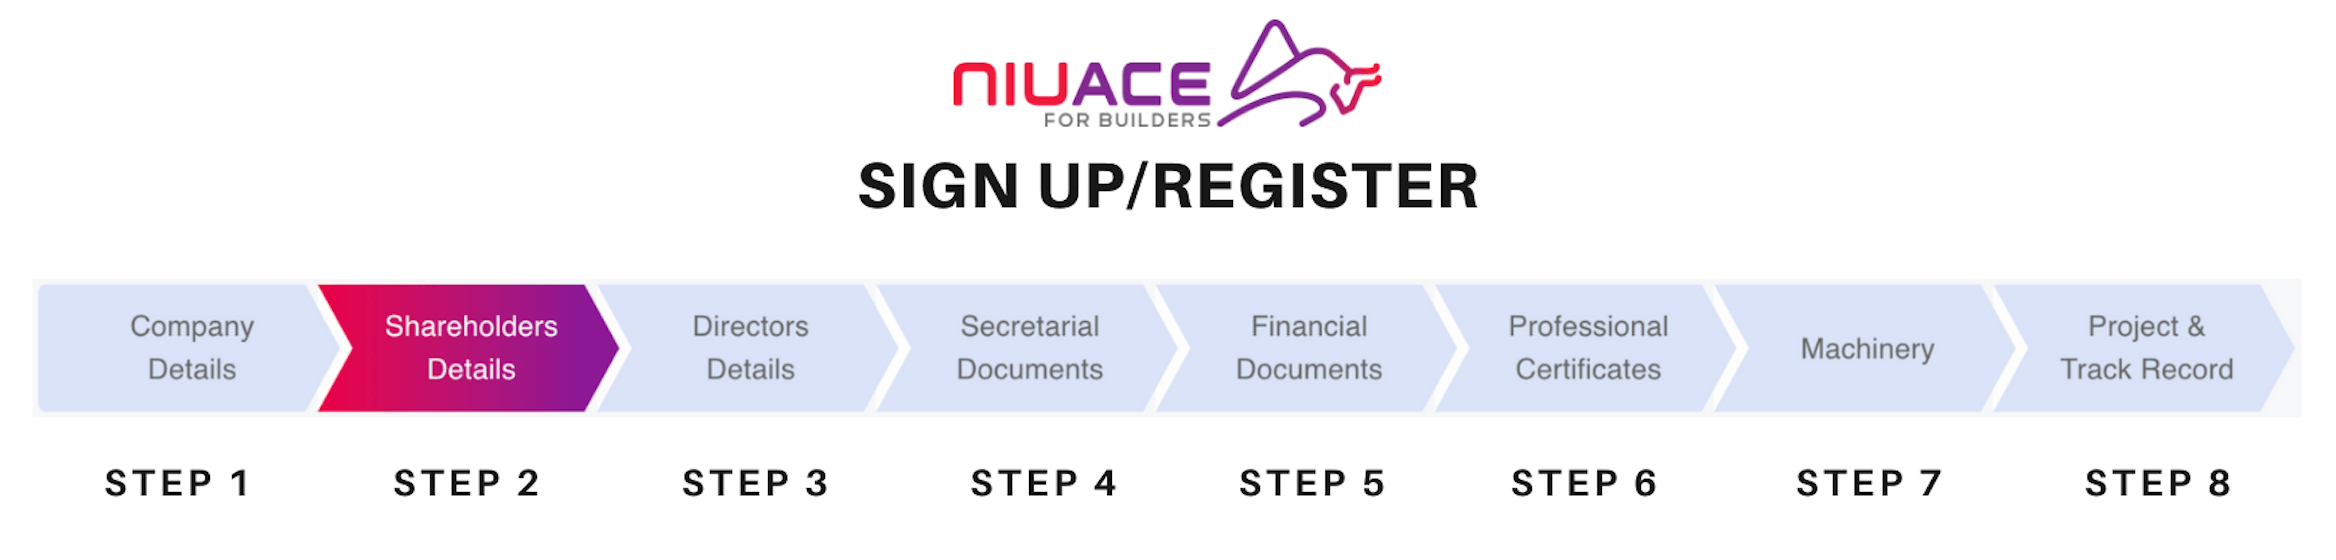 NIUACE
FOR BUILDERS
SIGN UP/REGISTER
Company
Details
Shareholders
Details
Directors
Details
Secretarial
Documents
Financial
Documents
Professional
Certificates
Machinery
Project &
Track Record
STEP 1
STEP 2
STEP 3
STEP 4
STEP 5
STEP 6
STEP 7
STEP 8